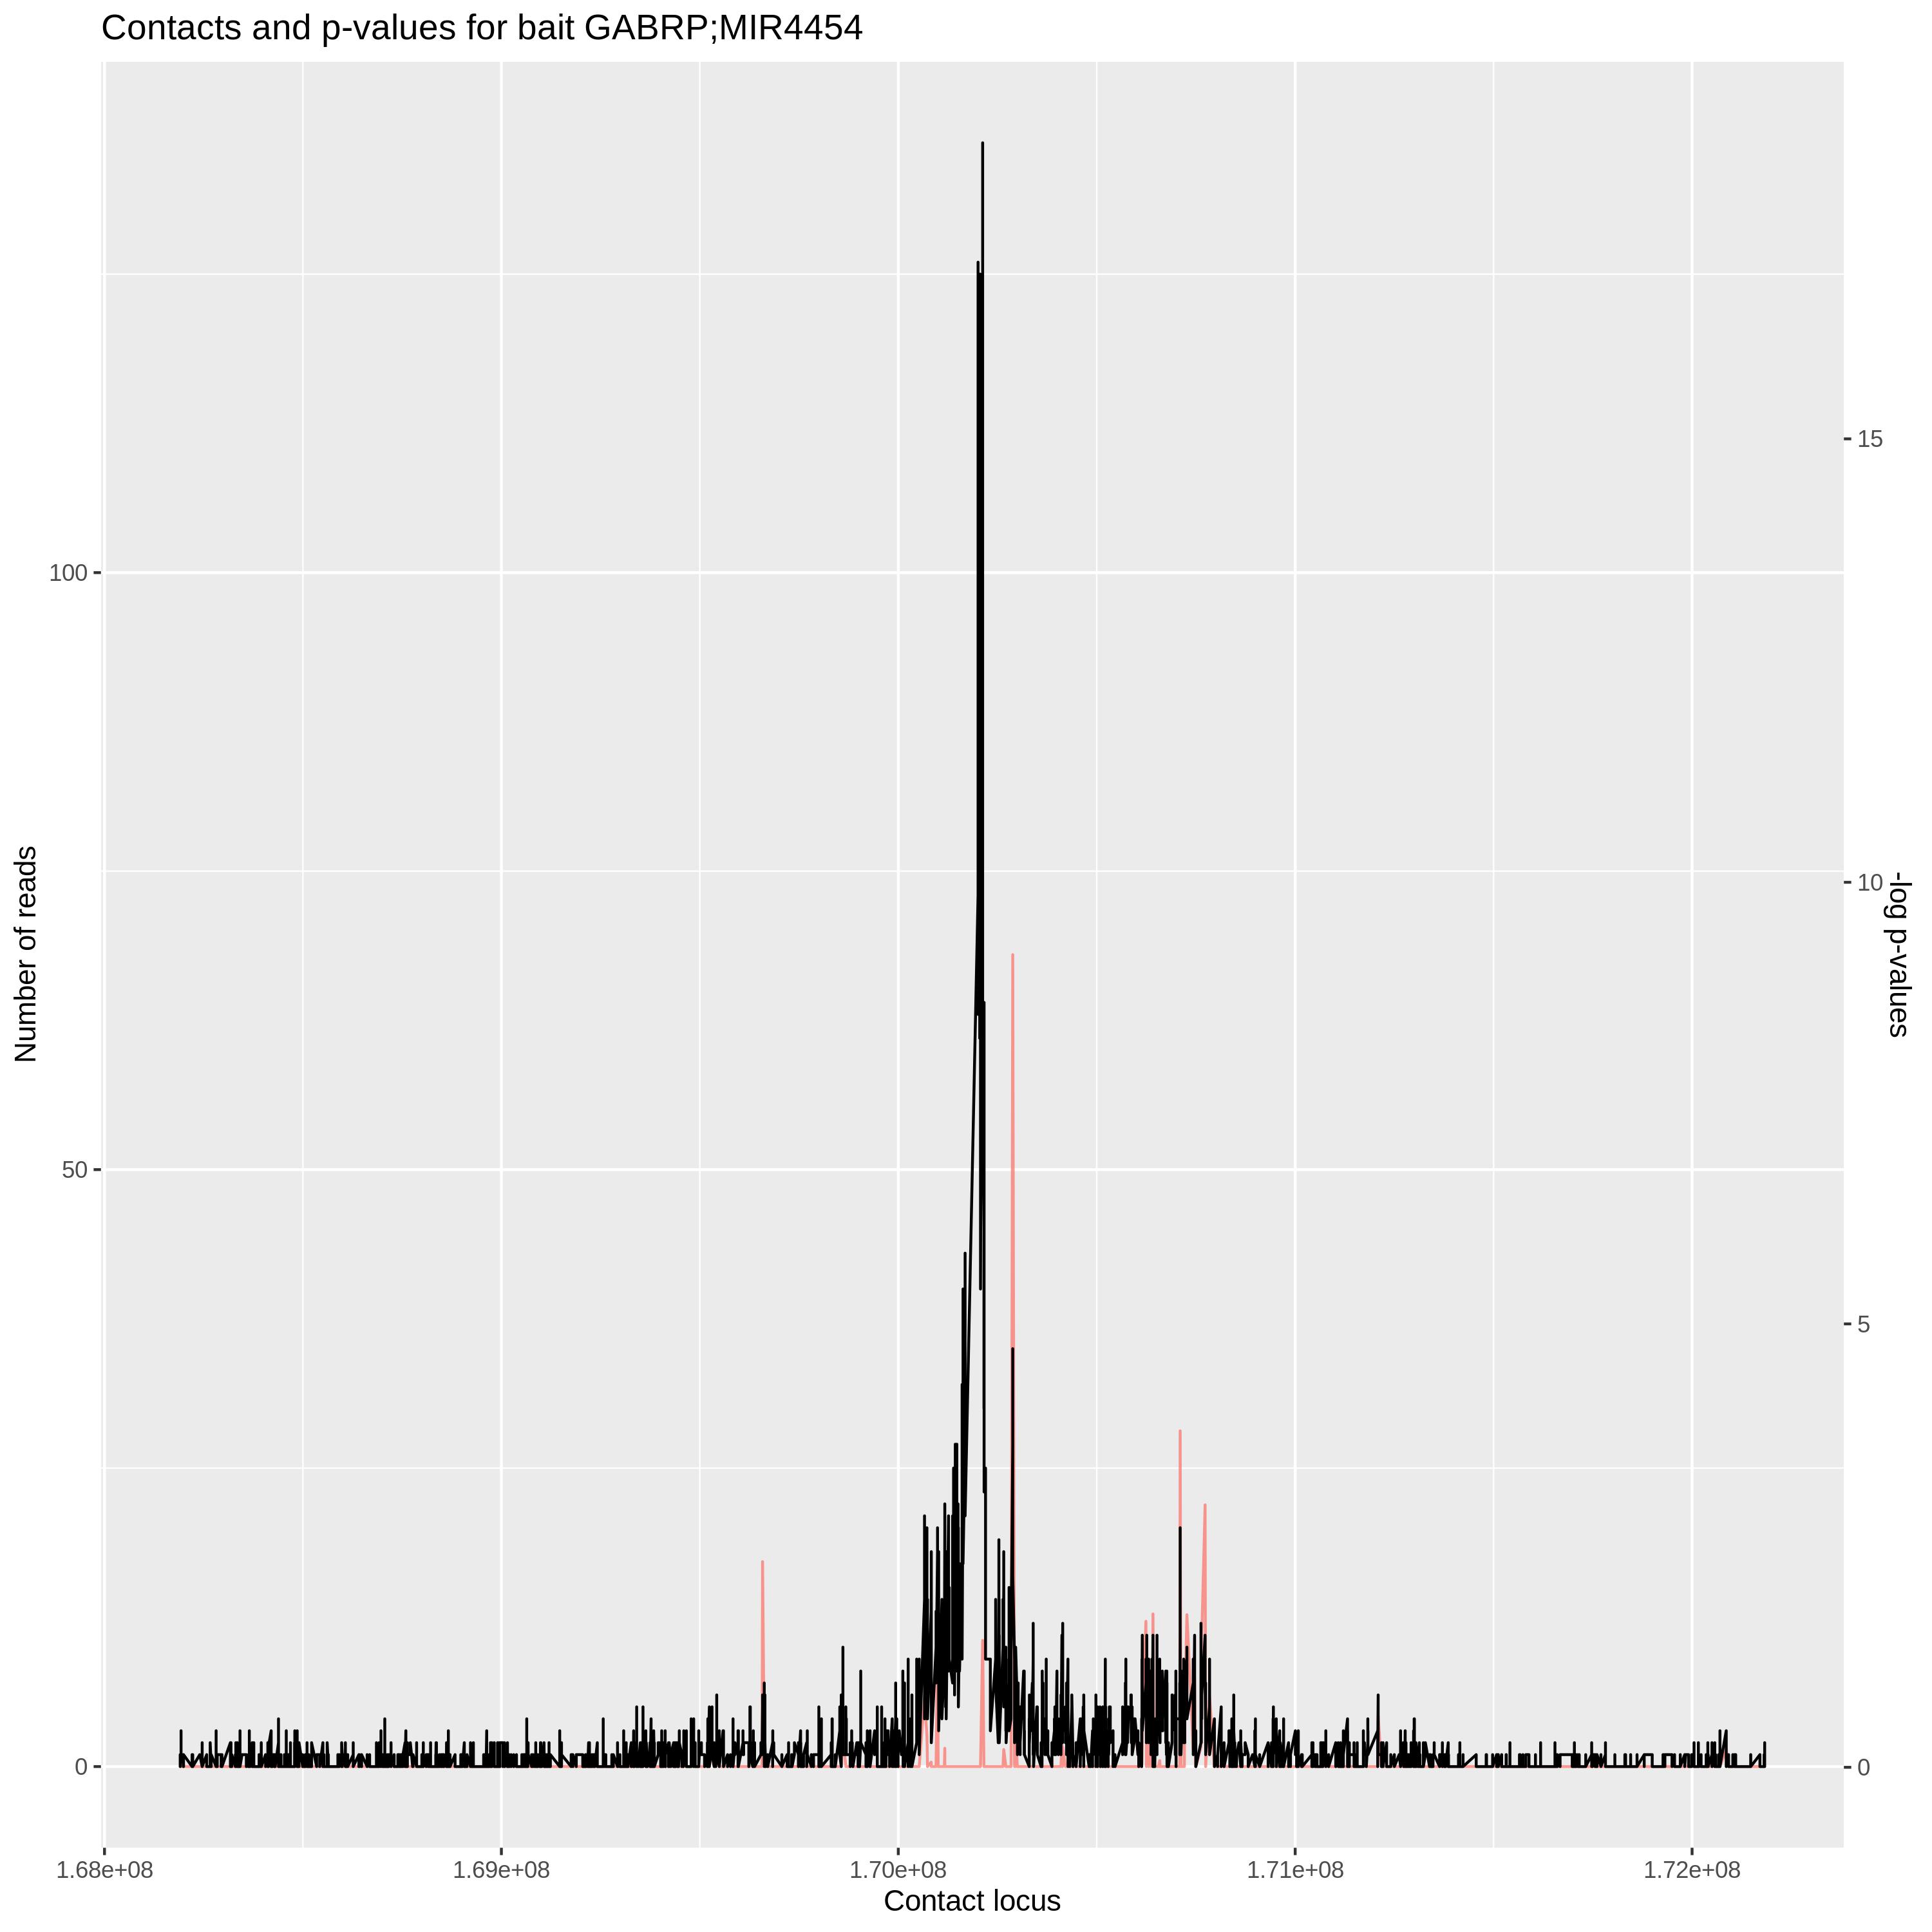 Contacts and p-values for bait GABRP;MIR4454
Number of reads
100
50
0
15
10
5
0
-log p-values
1.68e+08
1.69e+08
1.70e+08
1.71e+08
1.72e+08
Contact locus